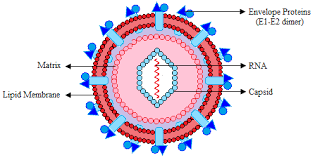 Envelope Proteins
(E1-E2 dimer)
Matrix
RNA
Lipid Membrane
Capsid